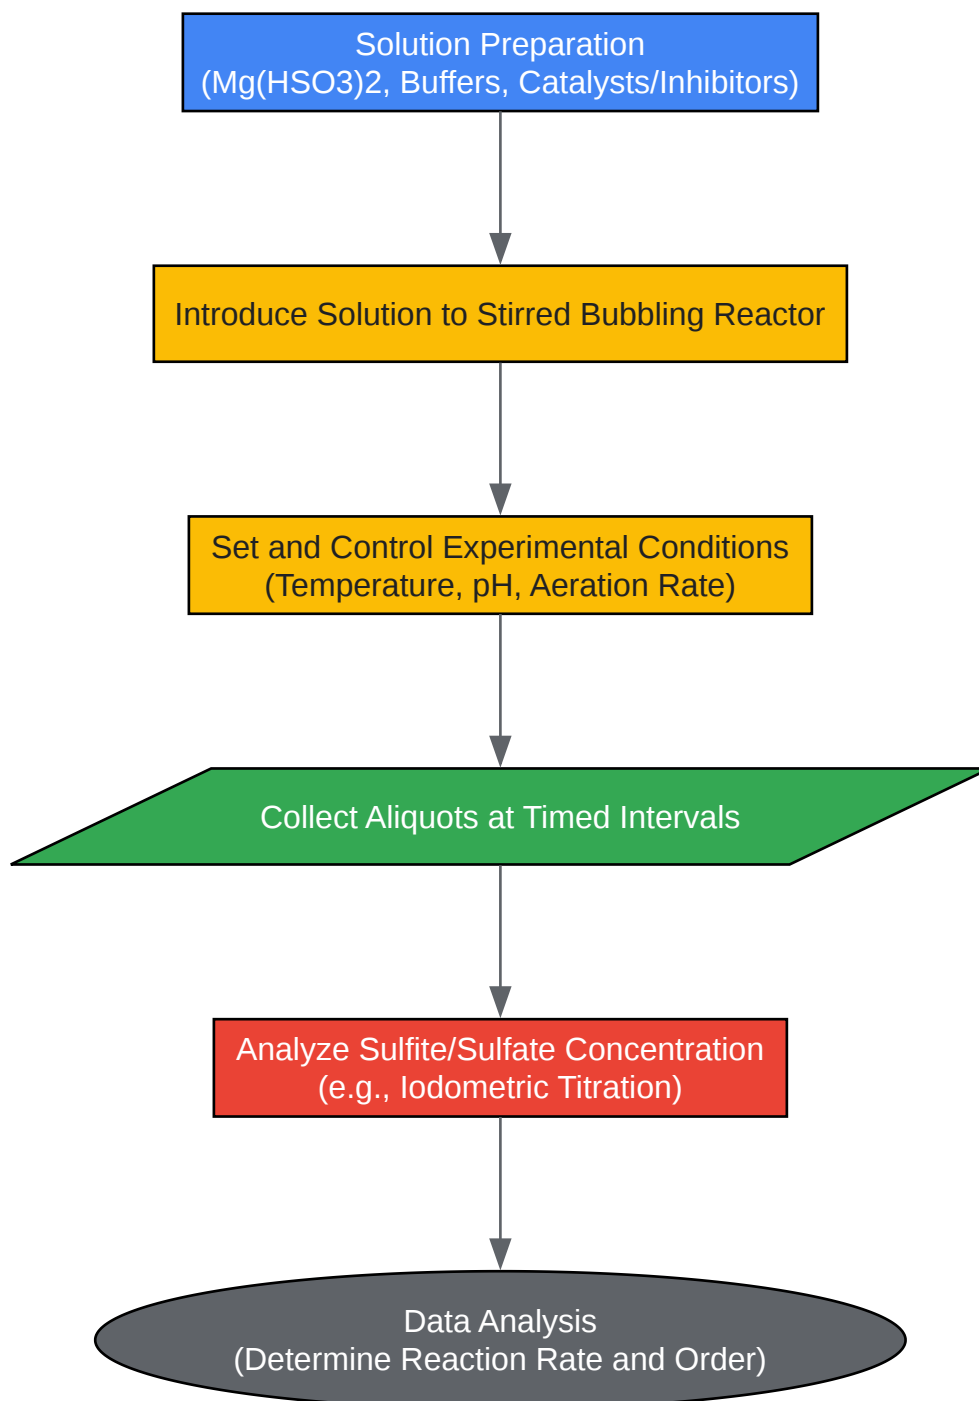 Solution Preparation
(Mg(HSO3)2, Buffers, Catalysts/Inhibitors)
Introduce Solution to Stirred Bubbling Reactor
Set and Control Experimental Conditions
(Temperature, pH, Aeration Rate)
Collect Aliquots at Timed Intervals
Analyze Sulfite/Sulfate Concentration
(e.g., Iodometric Titration)
Data Analysis
(Determine Reaction Rate and Order)